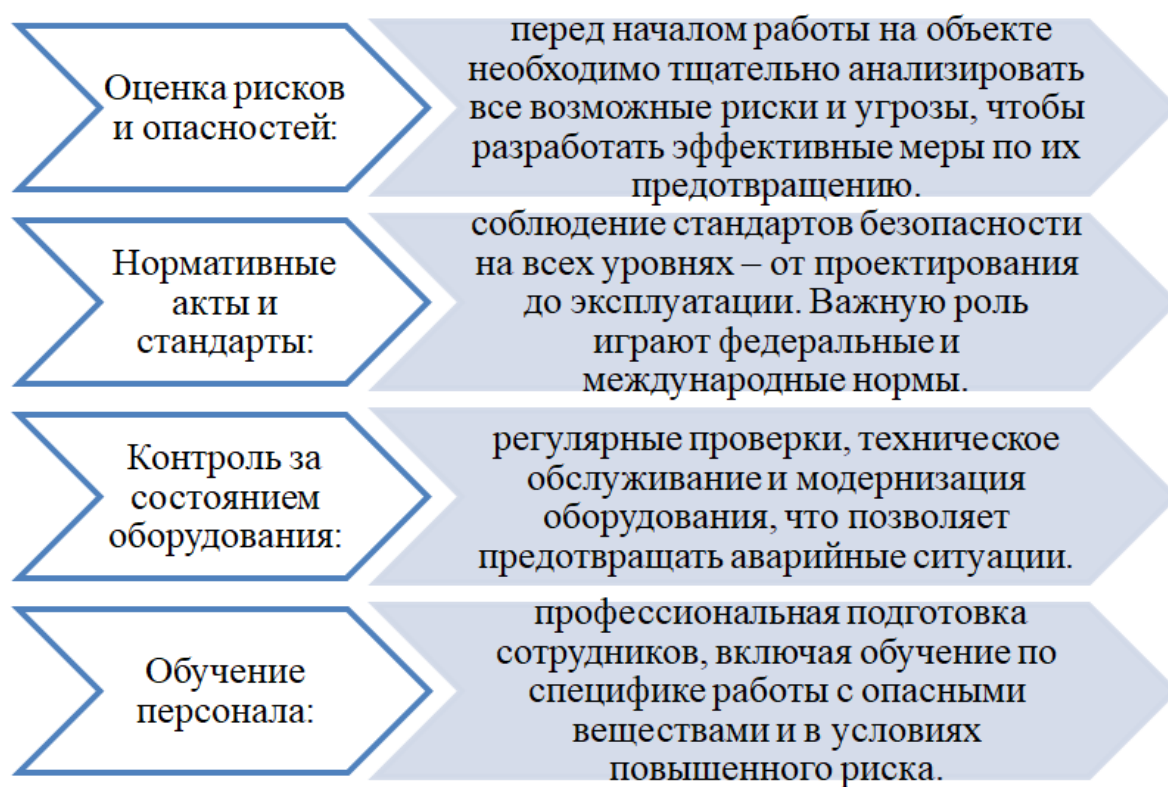 Оценка рисков
и опасностей:
перед началом работы на объекте
необходимо тщательно анализировать
все возможные риски и угрозы, чтобы
разработать эффективные меры по их
предотвращению.
Нормативные
акты и
стандарты:
соблюдение стандартов безопасности
на всех уровнях – от проектирования
до эксплуатации. Важную роль
играют федеральные и
международные нормы.
Контроль за
состоянием
оборудования:
регулярные проверки, техническое
обслуживание и модернизация
оборудования, что позволяет
предотвращать аварийные ситуации.
Обучение
персонала:
профессиональная подготовка
сотрудников, включая обучение по
специфике работы с опасными
веществами и в условиях
повышенного риска.